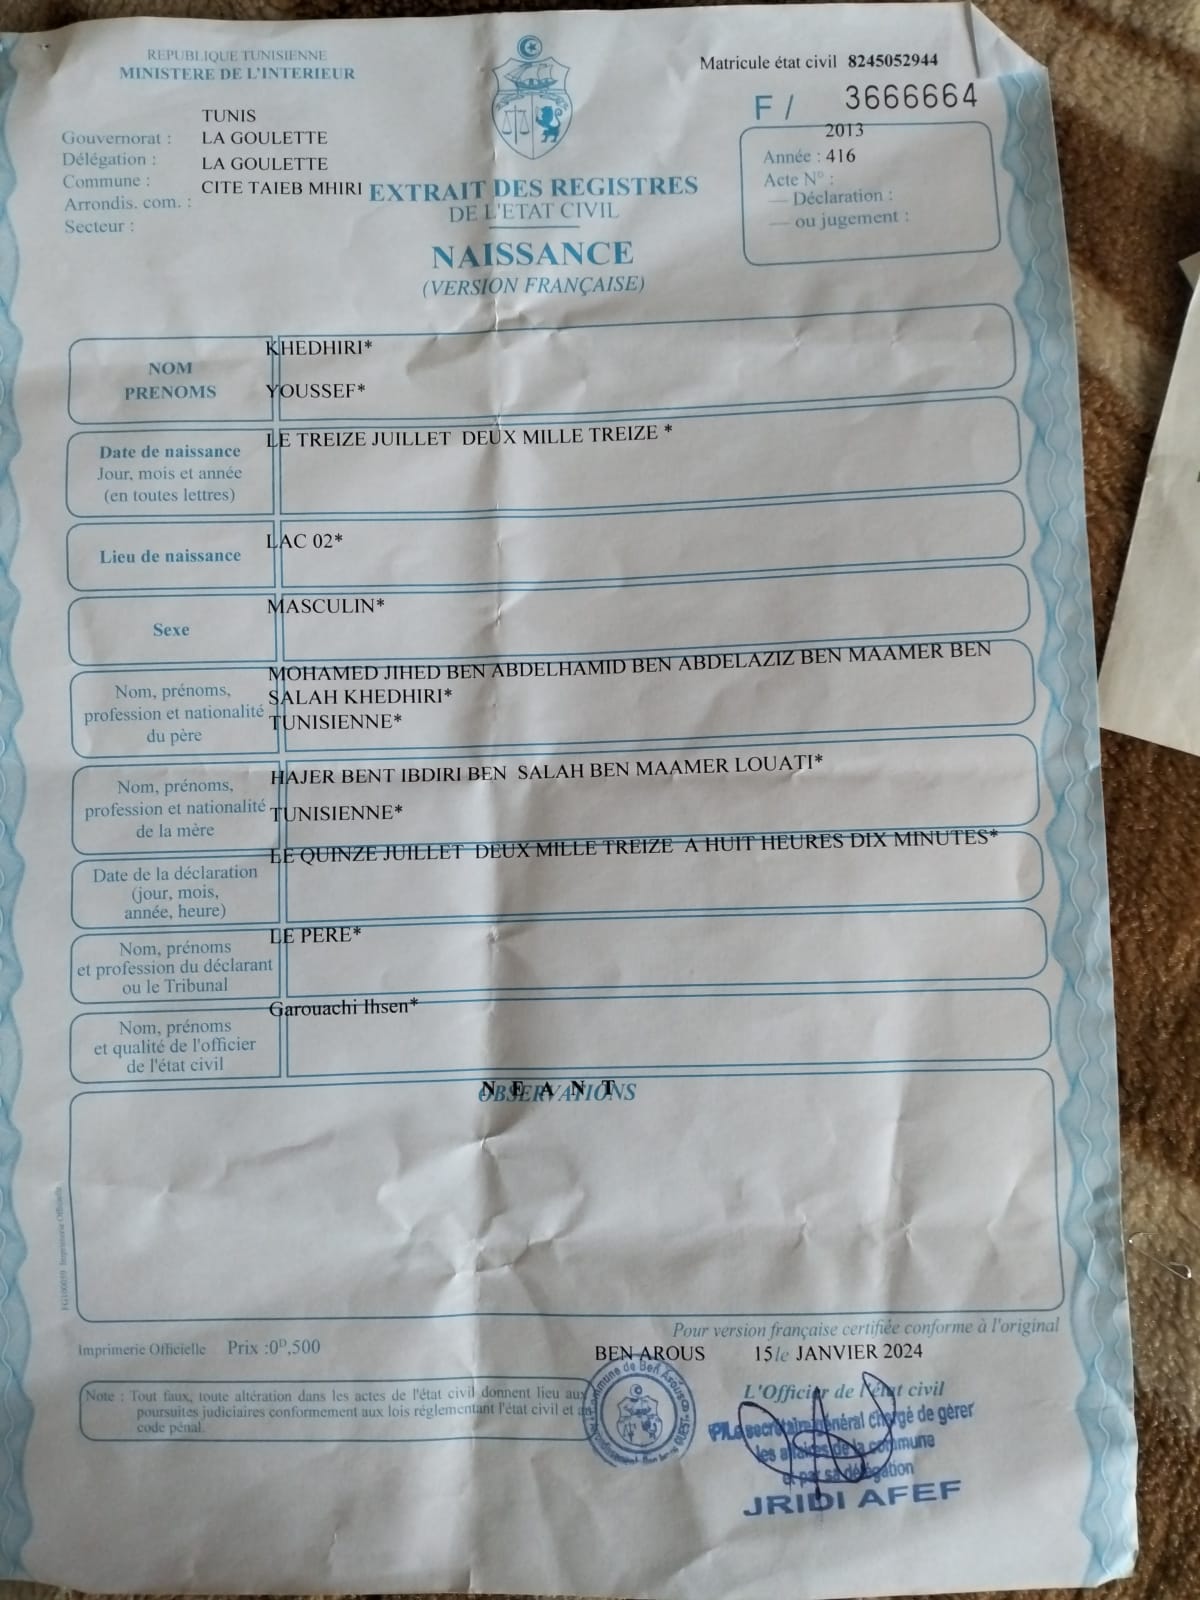 REPUBLIQUE TUNISIENNE
MINISTERE DE L'INTERIEUR
Matricule état civil 8245052944
F / 3666664
TUNIS
Gouvernorat : LA GOULETTE
Délégation : LA GOULETTE
Commune : CITE TAIEB MHIRI
Arrondis. com. :
Secteur :
2013
Année : 416
Acte N° :
— Déclaration :
— ou jugement :
EXTRAIT DES REGISTRES
DE L'ETAT CIVIL
NAISSANCE
(VERSION FRANÇAISE)
NOM
PRENOMS
KHEDHIRI*
YOUSSEF*
Date de naissance
Jour, mois et année
(en toutes lettres)
LE TREIZE JUILLET DEUX MILLE TREIZE *
Lieu de naissance
LAC 02*
Sexe
MASCULIN*
Nom, prénoms,
profession et nationalité
du père
MOHAMED JIHED BEN ABDELHAMID BEN ABDELAZIZ BEN MAAMER BEN
SALAH KHEDHIRI*
TUNISIENNE*
Nom, prénoms,
profession et nationalité
de la mère
HAJER BENT IBDIRI BEN SALAH BEN MAAMER LOUATI*
TUNISIENNE*
Date de la déclaration
(jour, mois,
année, heure)
LE QUINZE JUILLET DEUX MILLE TREIZE A HUIT HEURES DIX MINUTES*
Nom, prénoms
et profession du déclarant
ou le Tribunal
LE PERE*
Nom, prénoms
et qualité de l'officier
de l'état civil
Garouachi Ihsen*
OBSERVATIONS
N E A N T
FG100019 Imprimerie Officielle
Pour version française certifiée conforme à l'original
Imprimerie Officielle Prix :0ᴰ,500
BEN AROUS 15 le JANVIER 2024
Note : Tout faux, toute altération dans les actes de l'état civil donnent lieu aux
poursuites judiciaires conformement aux lois réglementant l'état civil et au
code pénal.
L'Officier de l'état civil
Commune de Ben Arous
P/Le secrétaire général chargé de gèrer
les affaires de la commune
et par sa délégation
JRIDI AFEF